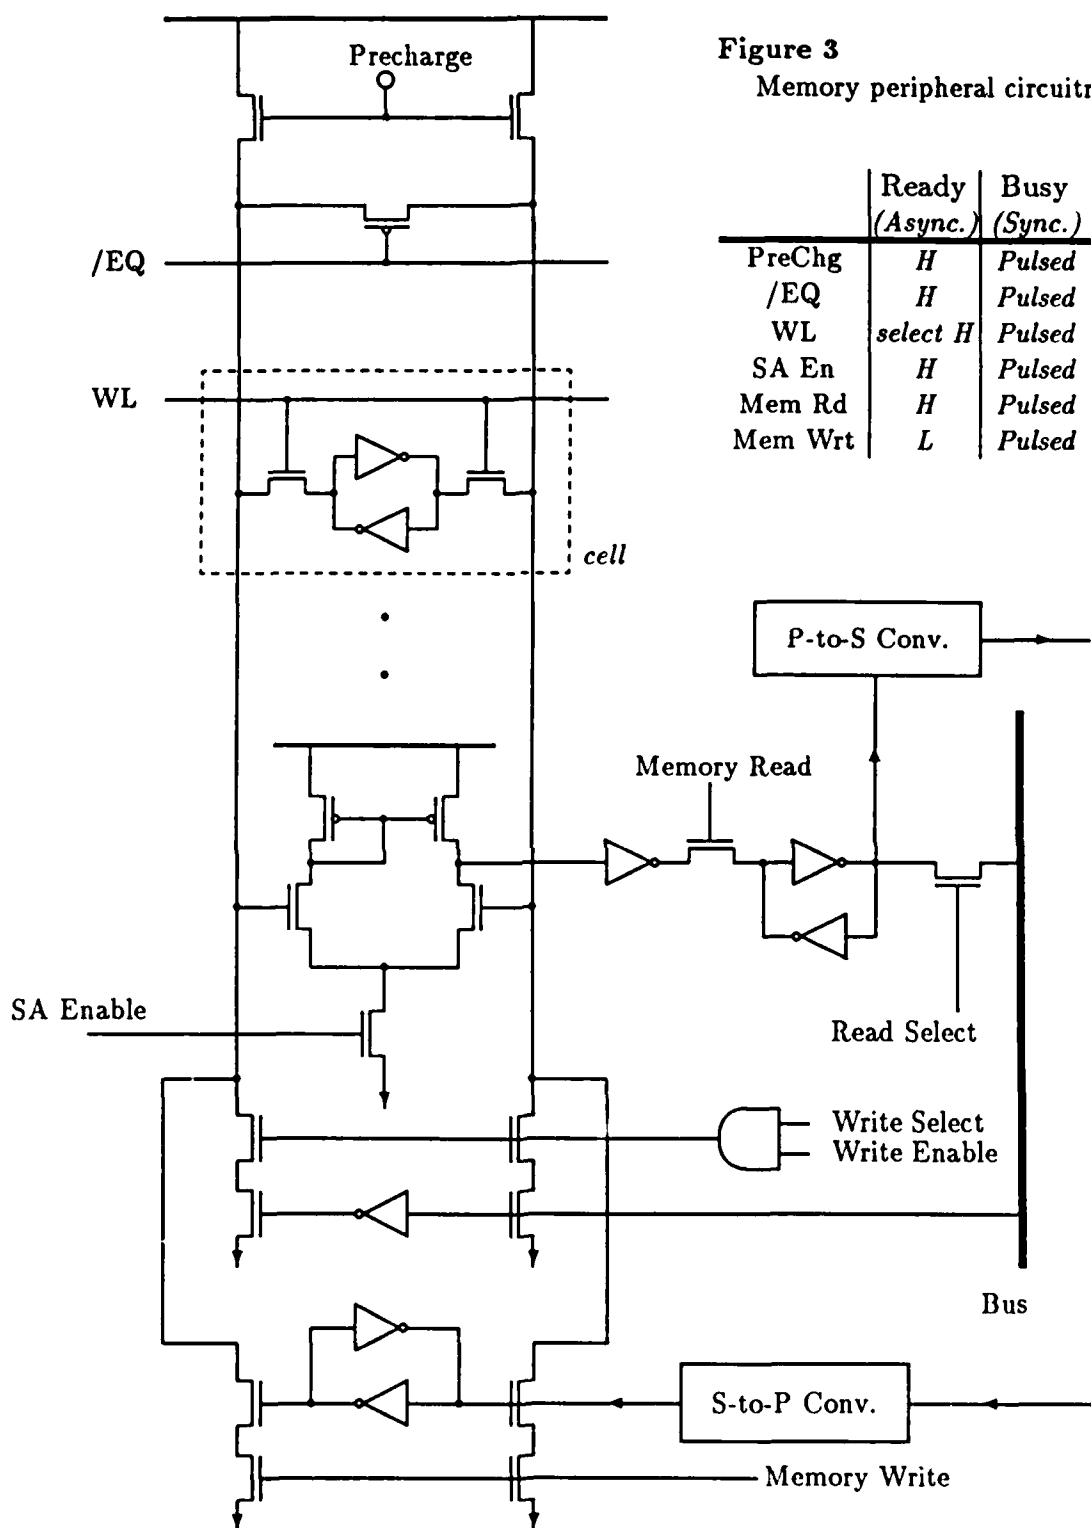 Precharge
Figure 3
Memory peripheral circuitr
Ready Busy
(Async.) (Sync.)
PreChg H Pulsed
/EQ H Pulsed
WL select H Pulsed
SA En H Pulsed
Mem Rd H Pulsed
Mem Wrt L Pulsed
/EQ
WL
cell
P-to-S Conv.
Memory Read
SA Enable
Read Select
Write Select
Write Enable
Bus
S-to-P Conv.
Memory Write